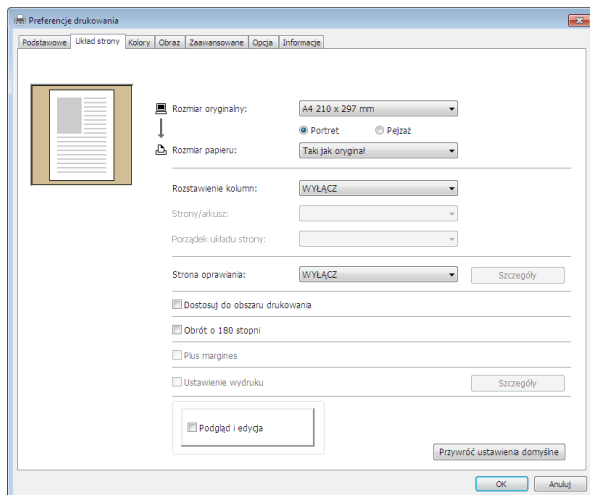 Preferencje drukowania
Podstawowe Układ strony Kolory Obraz Zaawansowane Opcja Informacje
Rozmiar oryginalny: A4 210 x 297 mm
Portret Pejzaż
Rozmiar papieru: Taki jak oryginał
Rozstawienie kolumn: WYŁĄCZ
Strony/arkusz:
Porządek układu strony:
Strona oprawiania: WYŁĄCZ Szczegóły
Dostosuj do obszaru drukowania
Obrót o 180 stopni
Plus margines
Ustawienie wydruku Szczegóły
Podgląd i edycja
Przywróć ustawienia domyślne
OK Anuluj